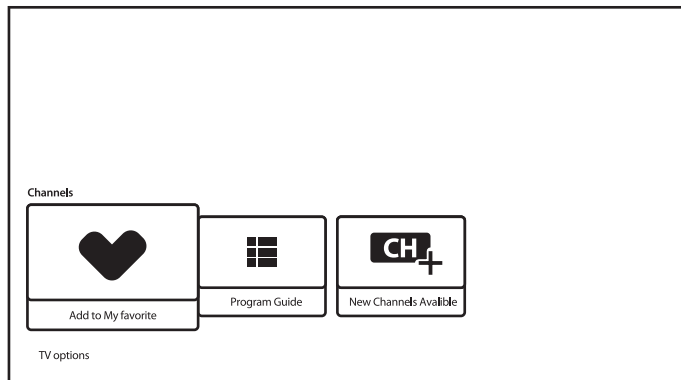 Channels
CH
Add to My favorite
Program Guide
New Channels Avalible
TV options